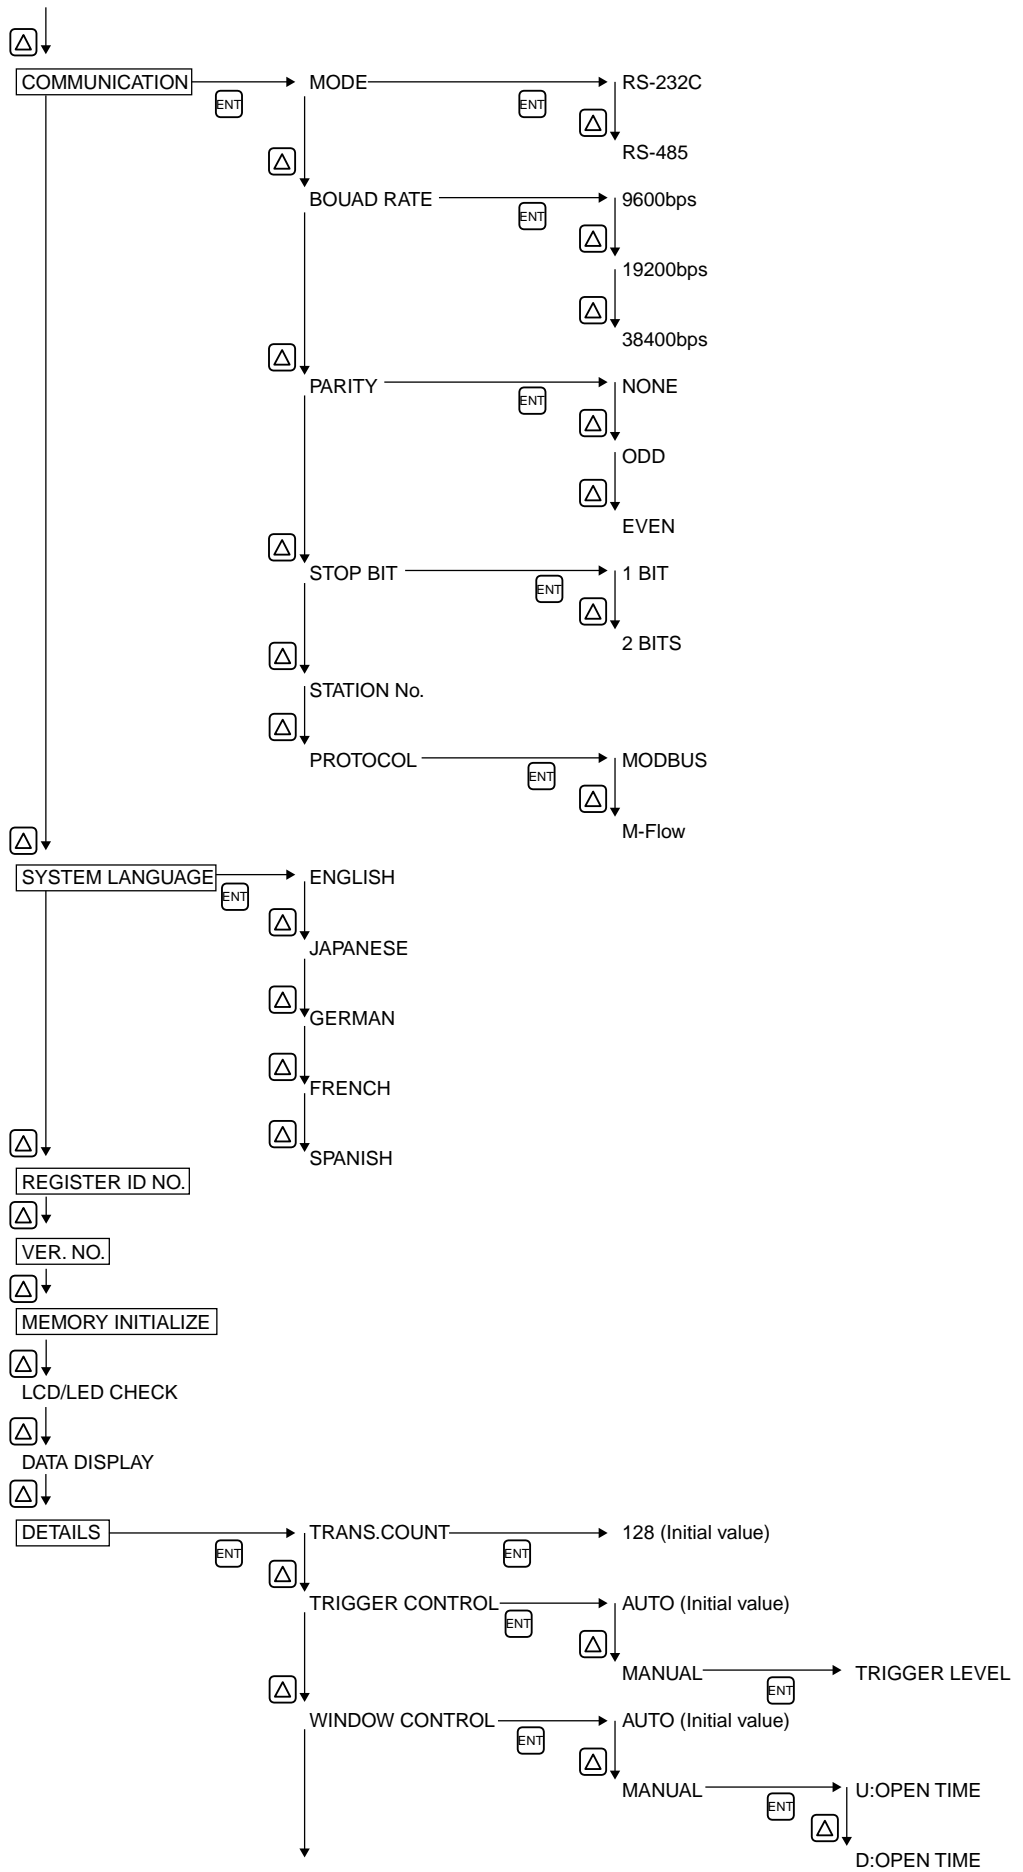 COMMUNICATION ENT MODE ENT RS-232C
RS-485
BOUAD RATE ENT 9600bps
19200bps
38400bps
PARITY ENT NONE
ODD
EVEN
STOP BIT ENT 1 BIT
2 BITS
STATION No.
PROTOCOL ENT MODBUS
M-Flow
SYSTEM LANGUAGE ENT ENGLISH
JAPANESE
GERMAN
FRENCH
SPANISH
REGISTER ID NO.
VER. NO.
MEMORY INITIALIZE
LCD/LED CHECK
DATA DISPLAY
DETAILS ENT TRANS.COUNT ENT 128 (Initial value)
TRIGGER CONTROL ENT AUTO (Initial value)
MANUAL ENT TRIGGER LEVEL
WINDOW CONTROL ENT AUTO (Initial value)
MANUAL ENT U:OPEN TIME
D:OPEN TIME